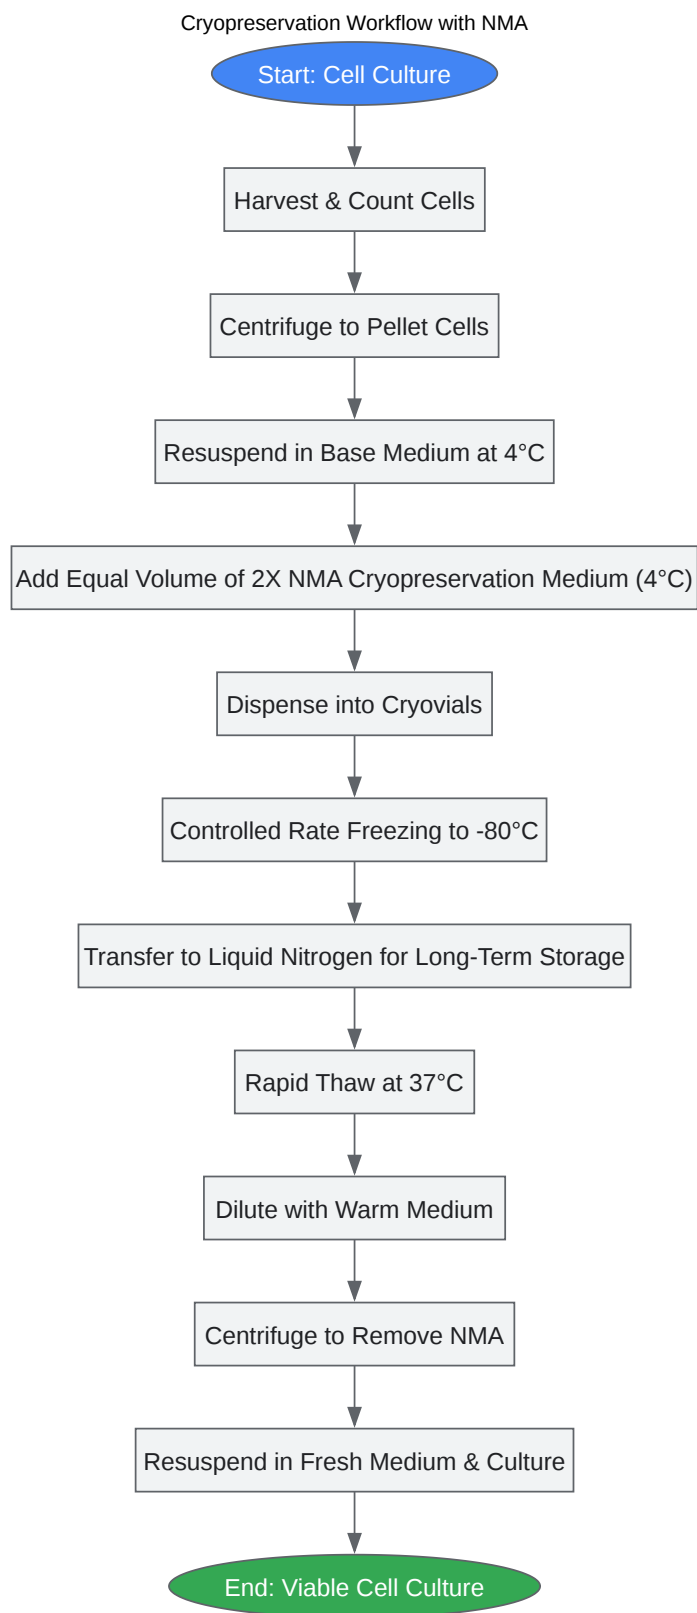 Cryopreservation Workflow with NMA
Start: Cell Culture
Harvest & Count Cells
Centrifuge to Pellet Cells
Resuspend in Base Medium at 4°C
Add Equal Volume of 2X NMA Cryopreservation Medium (4°C)
Dispense into Cryovials
Controlled Rate Freezing to -80°C
Transfer to Liquid Nitrogen for Long-Term Storage
Rapid Thaw at 37°C
Dilute with Warm Medium
Centrifuge to Remove NMA
Resuspend in Fresh Medium & Culture
End: Viable Cell Culture